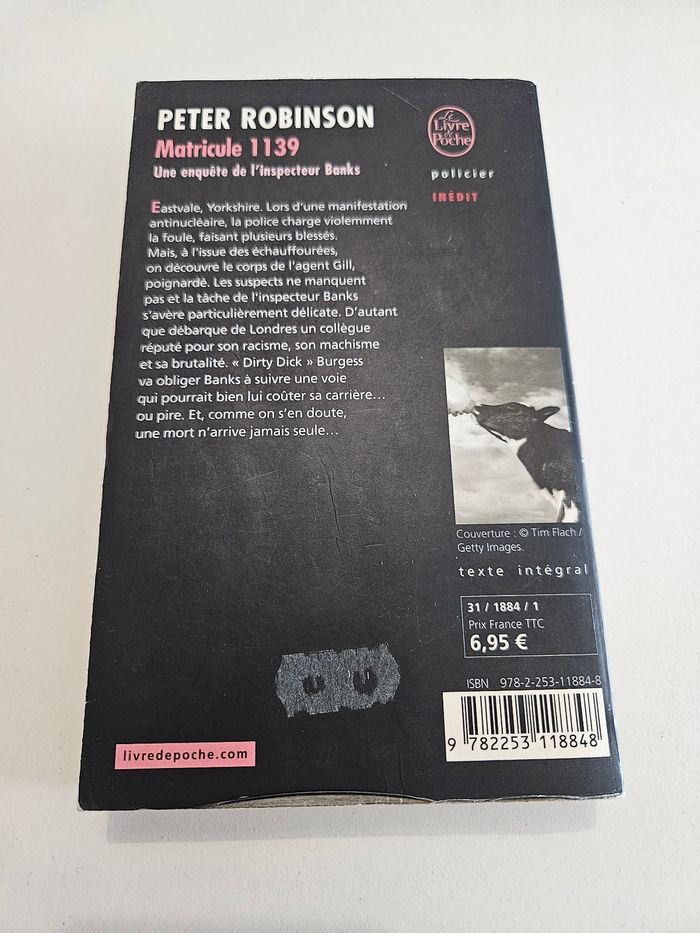 PETER ROBINSON
Matricule 1139
Une enquête de l'inspecteur Banks
Le
Livre
de
Poche
policier
INÉDIT
Eastvale, Yorkshire. Lors d'une manifestation
antinucléaire, la police charge violemment
la foule, faisant plusieurs blessés.
Mais, à l'issue des échauffourées,
on découvre le corps de l'agent Gill,
poignardé. Les suspects ne manquent
pas et la tâche de l'inspecteur Banks
s'avère particulièrement délicate. D'autant
que débarque de Londres un collègue
réputé pour son racisme, son machisme
et sa brutalité. « Dirty Dick » Burgess
va obliger Banks à suivre une voie
qui pourrait bien lui coûter sa carrière...
ou pire. Et, comme on s'en doute,
une mort n'arrive jamais seule...
Couverture : © Tim Flach /
Getty Images.
texte intégral
31 / 1884 / 1
Prix France TTC
6,95 €
ISBN 978-2-253-11884-8
9 782253 118848
livredepoche.com